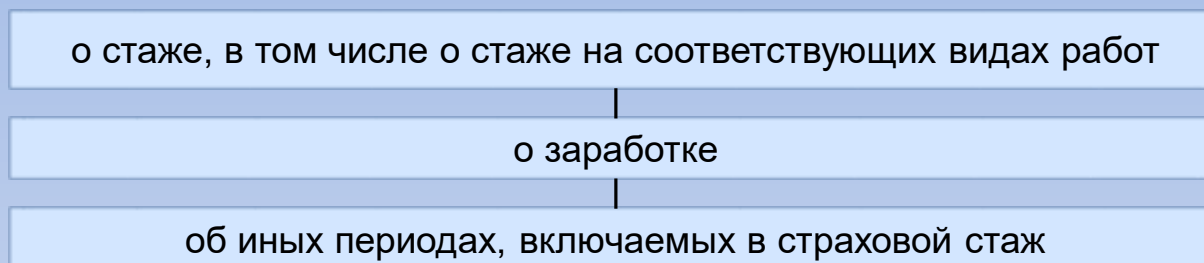 о стаже, в том числе о стаже на соответствующих видах работ
о заработке
об иных периодах, включаемых в страховой стаж